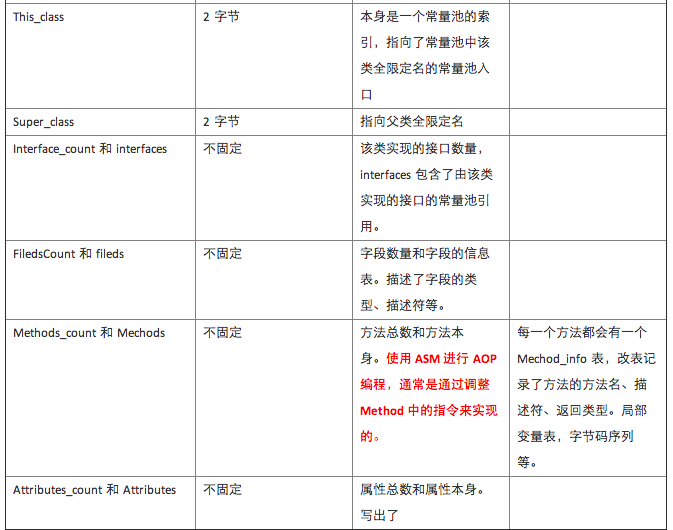 This_class
2 字节
本身是一个常量池的索
引，指向了常量池中该
类全限定名的常量池入
口
Super_class
2 字节
指向父类全限定名
Interface_count 和 interfaces
不固定
该类实现的接口数量，
interfaces 包含了由该类
实现的接口的常量池引
用。
FiledsCount 和 fileds
不固定
字段数量和字段的信息
表。描述了字段的类
型、描述符等。
Methods_count 和 Mechods
不固定
方法总数和方法本
身。使用 ASM 进行 AOP
编程，通常是通过调整
Method 中的指令来实现
的。
每一个方法都会有一个
Mechod_info 表，改表记
录了方法的方法名、描
述符、返回类型。局部
变量表，字节码序列
等。
Attributes_count 和 Attributes
不固定
属性总数和属性本身。
写出了